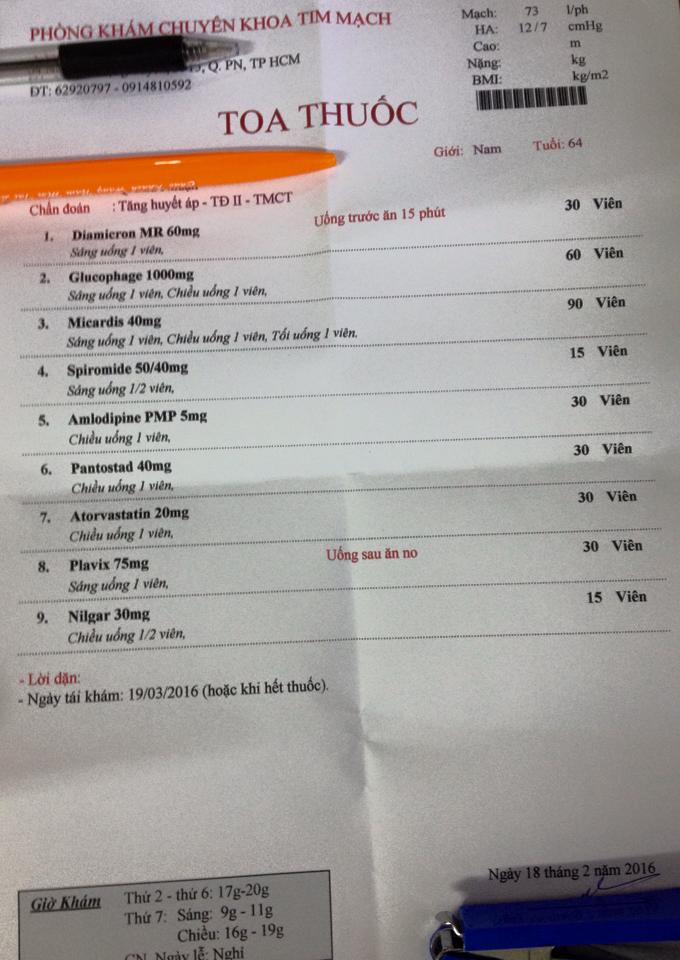 PHÒNG KHÁM CHUYÊN KHOA TIM MẠCH
Q. PN, TP HCM
ĐT: 62920797 - 0914810592
Mạch: 73 l/ph
HA: 12/7 cmHg
Cao: m
Nặng: kg
BMI: kg/m2
TOA THUỐC
Giới: Nam Tuổi: 64
Chẩn đoán : Tăng huyết áp - TĐ II - TMCT
Uống trước ăn 15 phút
1. Diamicron MR 60mg 30 Viên
Sáng uống 1 viên,
2. Glucophage 1000mg 60 Viên
Sáng uống 1 viên, Chiều uống 1 viên,
3. Micardis 40mg 90 Viên
Sáng uống 1 viên, Chiều uống 1 viên, Tối uống 1 viên.
4. Spiromide 50/40mg 15 Viên
Sáng uống 1/2 viên,
5. Amlodipine PMP 5mg 30 Viên
Chiều uống 1 viên,
6. Pantostad 40mg 30 Viên
Chiều uống 1 viên,
7. Atorvastatin 20mg 30 Viên
Chiều uống 1 viên,
Uống sau ăn no
8. Plavix 75mg 30 Viên
Sáng uống 1 viên,
9. Nilgar 30mg 15 Viên
Chiều uống 1/2 viên,
- Lời dặn:
- Ngày tái khám: 19/03/2016 (hoặc khi hết thuốc).
Ngày 18 tháng 2 năm 2016
Giờ Khám
Thứ 2 - thứ 6: 17g-20g
Thứ 7: Sáng: 9g - 11g
Chiều: 16g - 19g
CN, Ngày lễ: Nghỉ